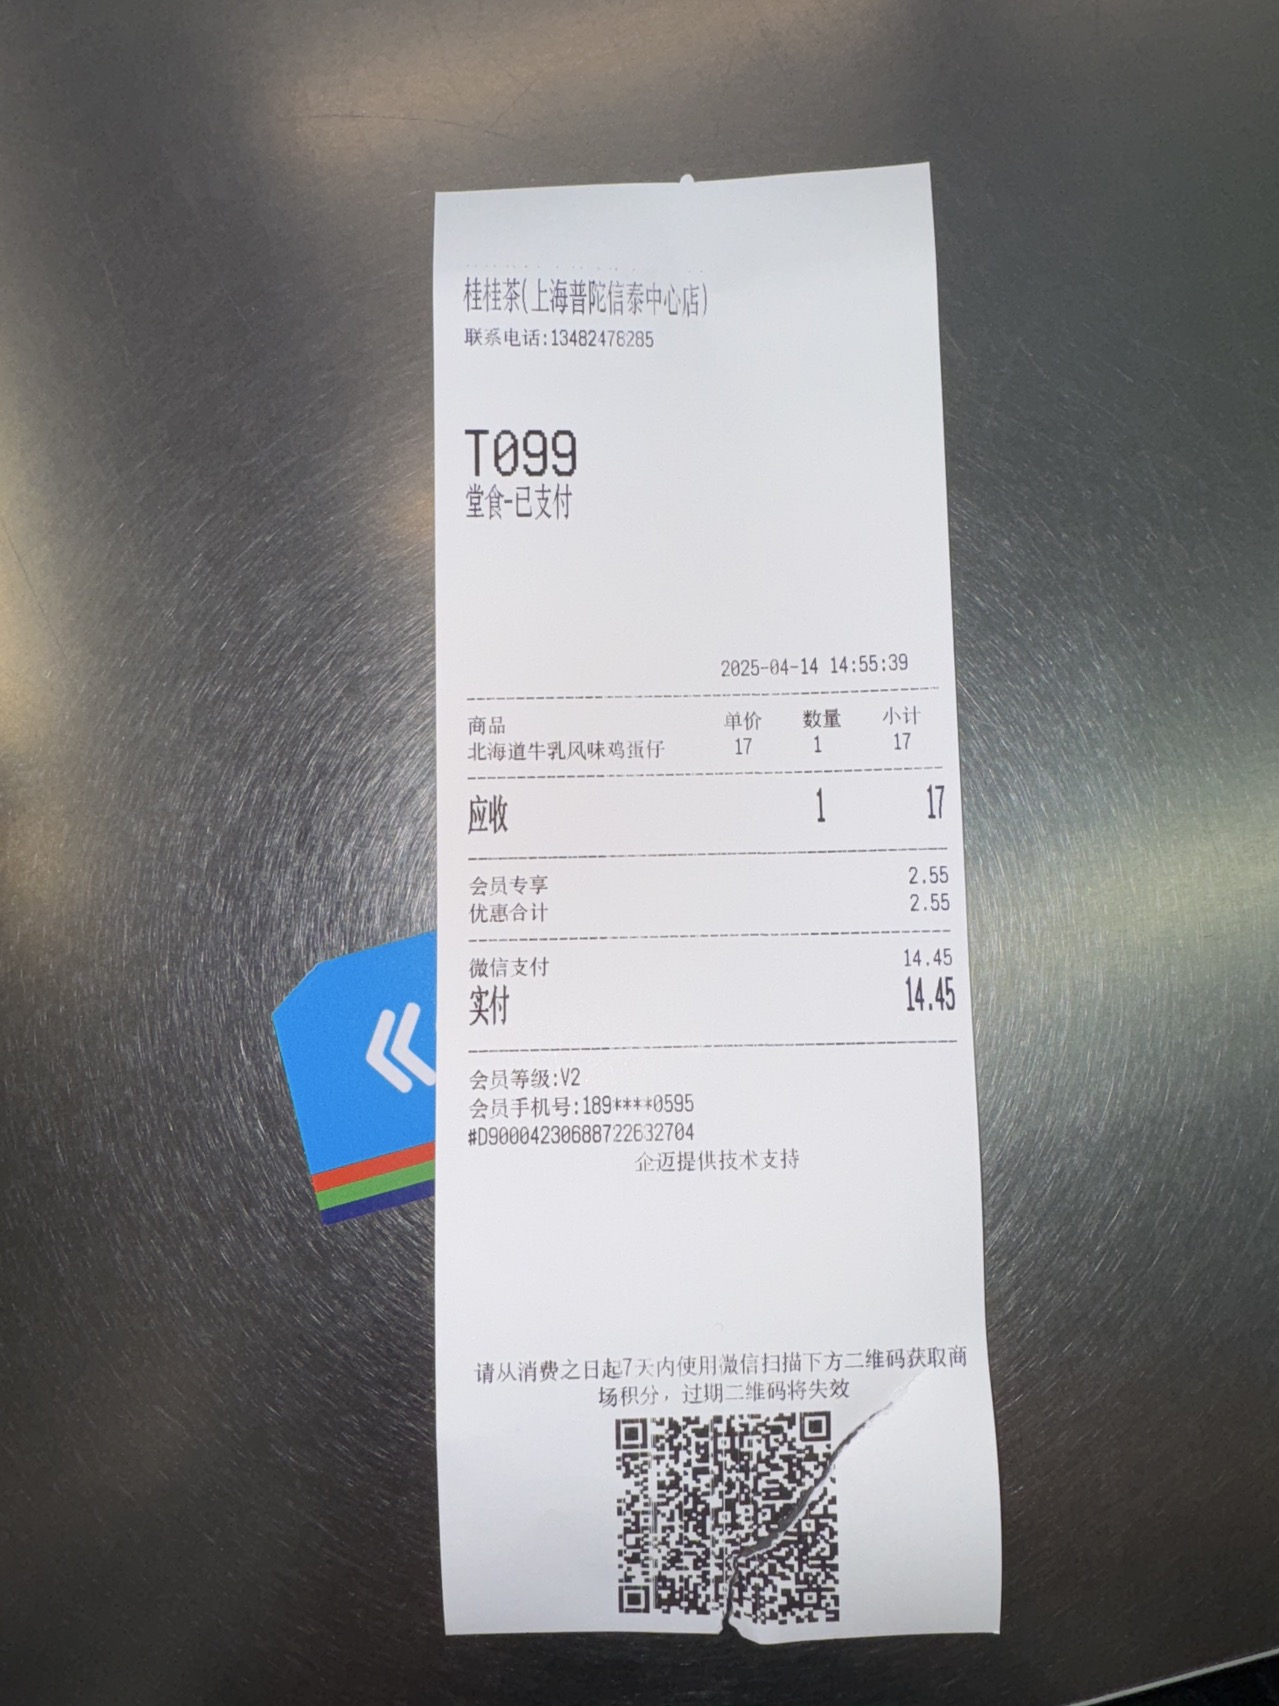 桂桂茶(上海普陀信泰中心店)
联系电话:13482478285
T099
堂食-已支付
2025-04-14 14:55:39
商品 单价 数量 小计
北海道牛乳风味鸡蛋仔 17 1 17
应收 1 17
会员专享 2.55
优惠合计 2.55
微信支付 14.45
实付 14.45
会员等级:V2
会员手机号:189****0595
#D90004230688722632704
企迈提供技术支持
请从消费之日起7天内使用微信扫描下方二维码获取商
场积分，过期二维码将失效